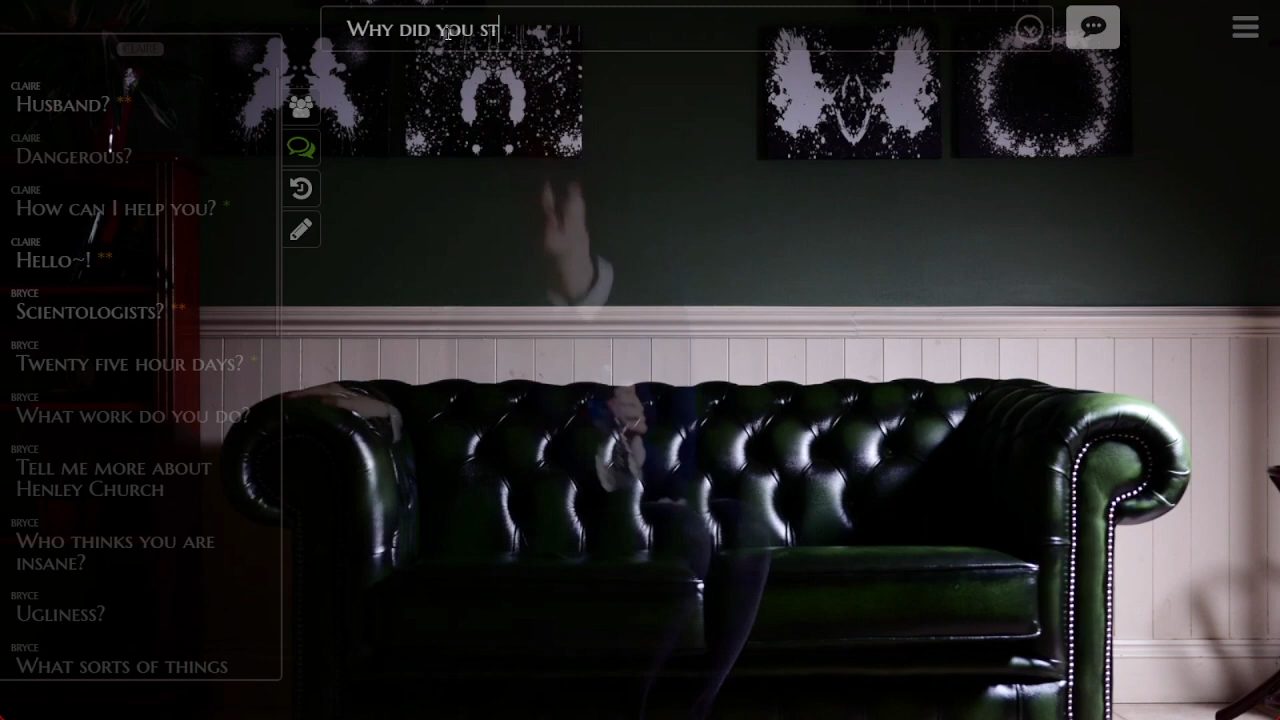 Why did you st
CLAIRE
CLAIRE
Husband? **
CLAIRE
Dangerous?
CLAIRE
How can I help you? *
CLAIRE
Hello~! **
BRYCE
Scientologists? **
BRYCE
Twenty five hour days? *
BRYCE
What work do you do?
BRYCE
Tell me more about
Henley Church
BRYCE
Who thinks you are
insane?
BRYCE
Ugliness?
BRYCE
What sorts of things